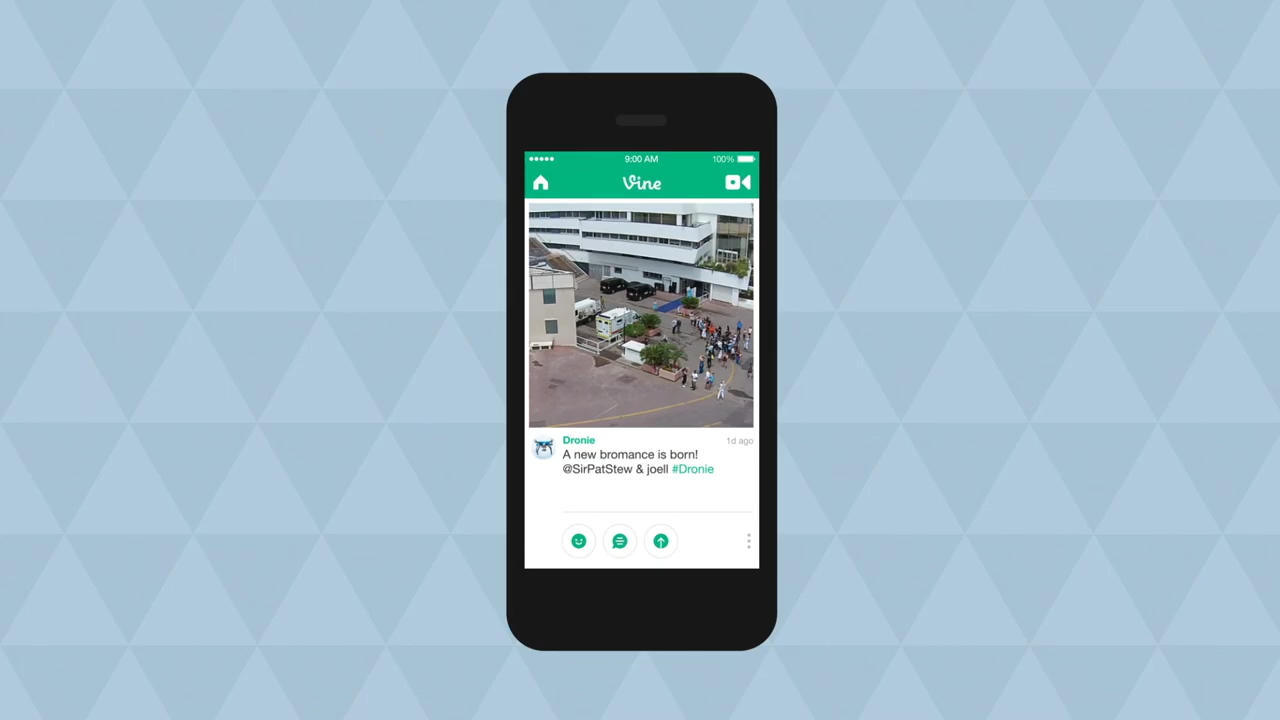 9:00 AM
100%
Vine
Dronie
1d ago
A new bromance is born!
@SirPatStew & joell #Dronie